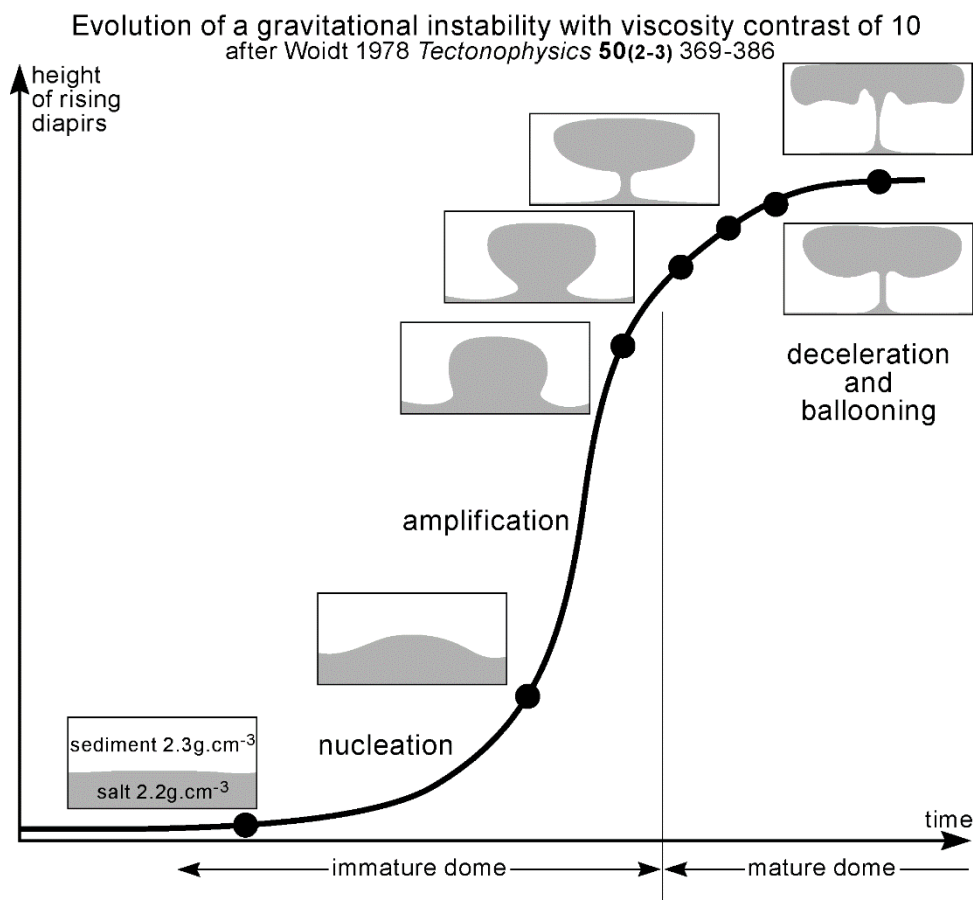 Evolution of a gravitational instability with viscosity contrast of 10
after Woidt 1978 Tectonophysics 50(2-3) 369-386
height
of rising
diapirs
deceleration
and
ballooning
amplification
nucleation
sediment 2.3g.cm-3
salt 2.2g.cm-3
time
immature dome
mature dome